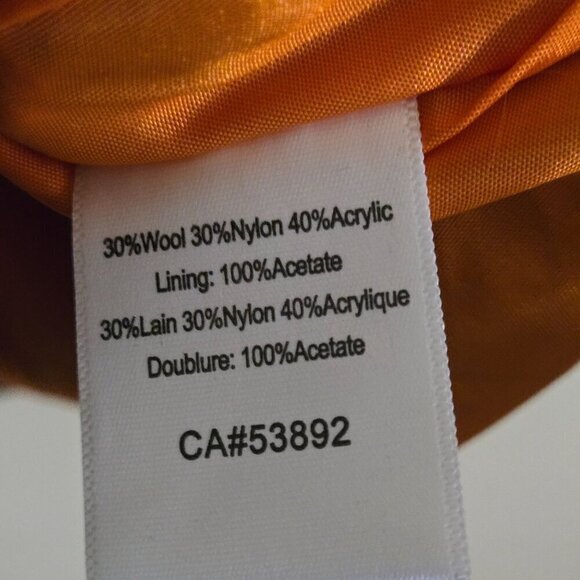 30%Wool 30%Nylon 40%Acrylic
Lining: 100%Acetate
30%Lain 30%Nylon 40%Acrylique
Doublure: 100%Acetate
CA#53892